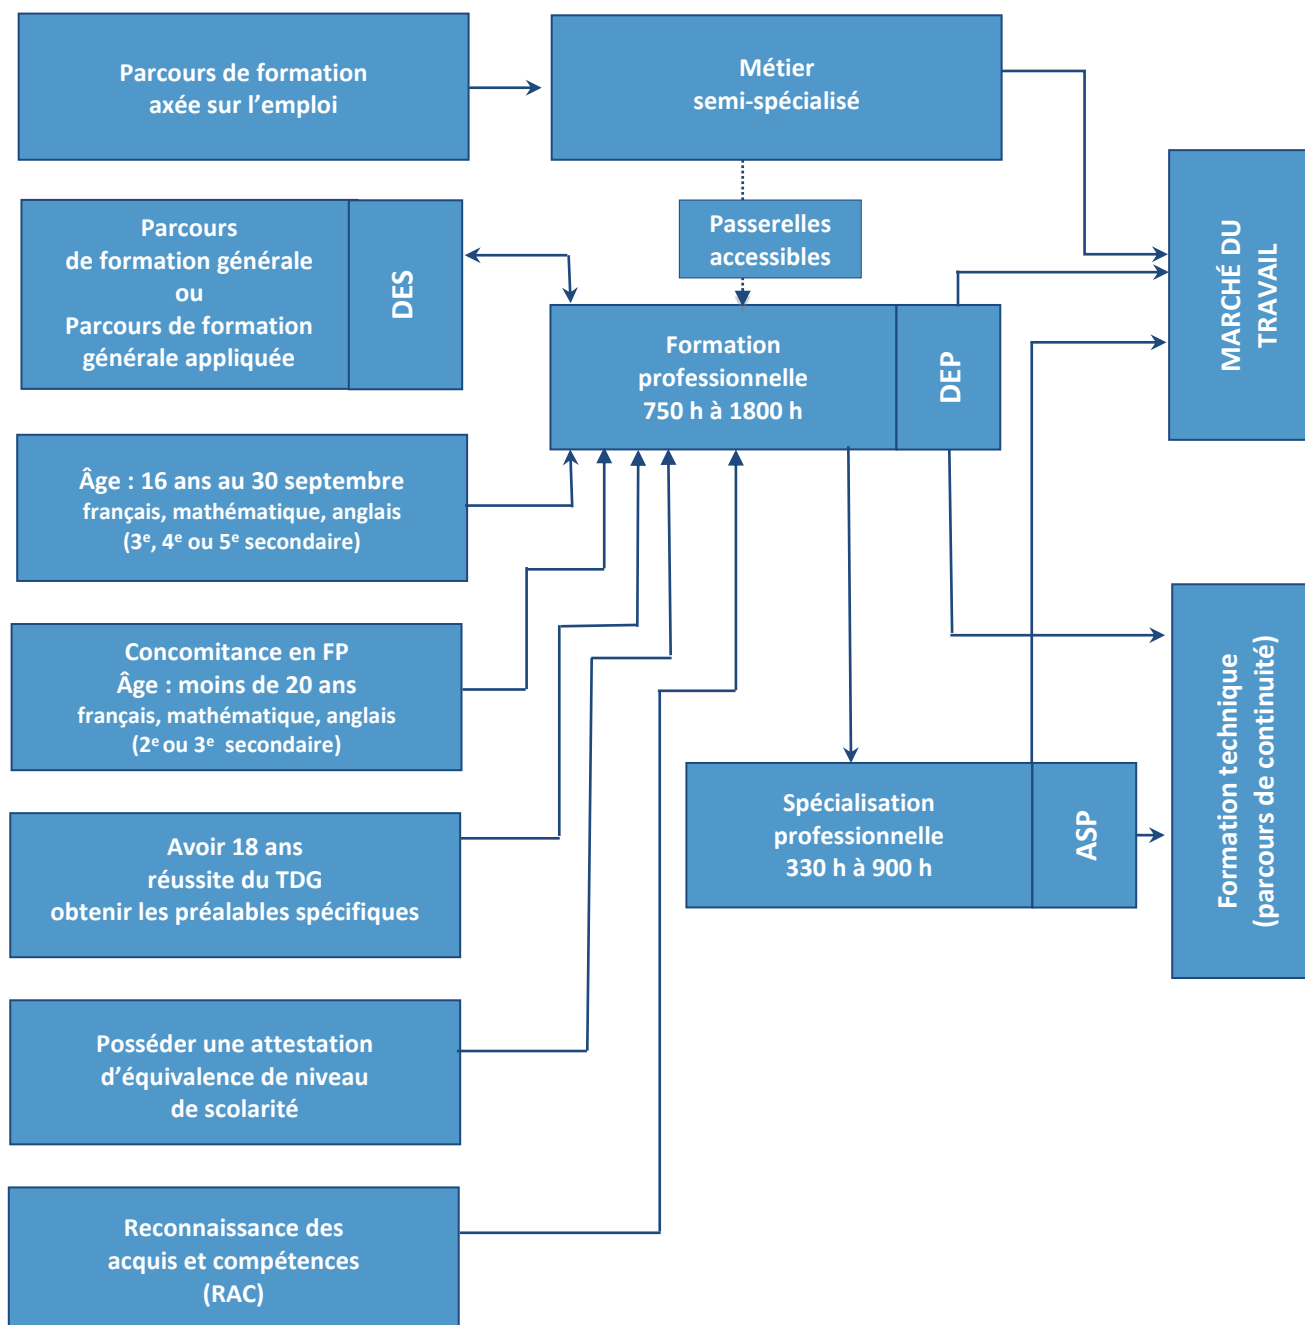 Parcours de formation
axée sur l’emploi
Métier
semi-spécialisé
Passerelles
accessibles
Parcours
de formation générale
ou
Parcours de formation
générale appliquée
DES
Formation
professionnelle
750 h à 1800 h
DEP
MARCHÉ DU
TRAVAIL
Âge : 16 ans au 30 septembre
français, mathématique, anglais
(3e, 4e ou 5e secondaire)
Concomitance en FP
Âge : moins de 20 ans
français, mathématique, anglais
(2e ou 3e secondaire)
Avoir 18 ans
réussite du TDG
obtenir les préalables spécifiques
Spécialisation
professionnelle
330 h à 900 h
ASP
Formation technique
(parcours de continuité)
Posséder une attestation
d’équivalence de niveau
de scolarité
Reconnaissance des
acquis et compétences
(RAC)